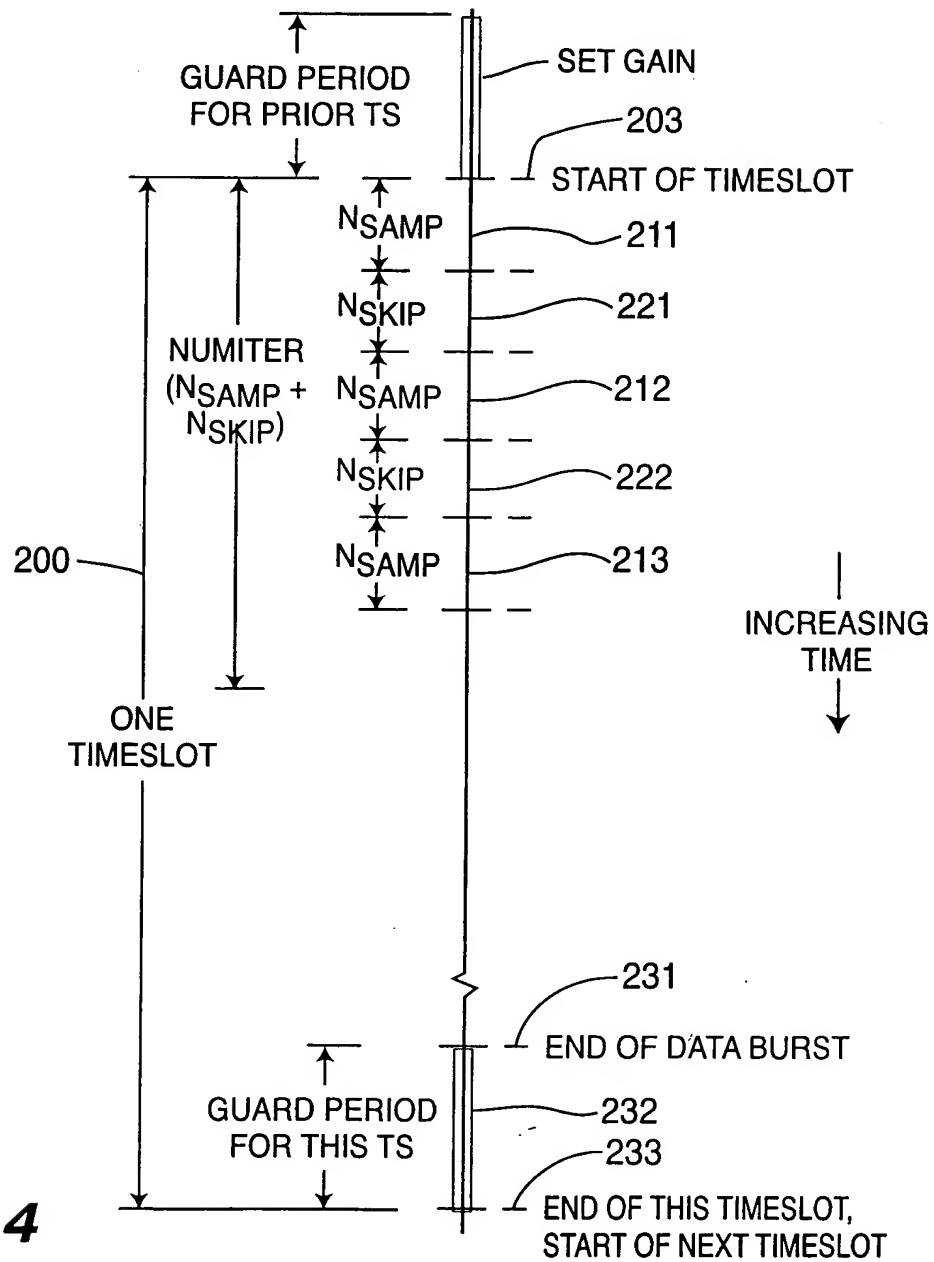 GUARD PERIOD
FOR PRIOR TS
SET GAIN
203
START OF TIMESLOT
NSAMP
211
NSKIP
221
NUMITER
(NSAMP +
NSKIP)
NSAMP
212
NSKIP
222
200
NSAMP
213
INCREASING
TIME
ONE
TIMESLOT
231
END OF DATA BURST
GUARD PERIOD
FOR THIS TS
232
233
END OF THIS TIMESLOT,
START OF NEXT TIMESLOT
4